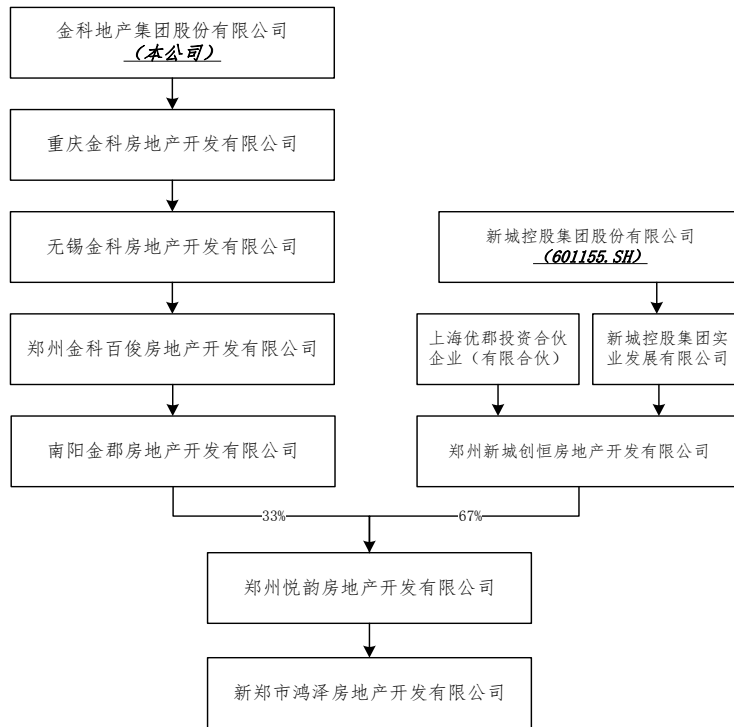 金科地产集团股份有限公司
（本公司）
重庆金科房地产开发有限公司
无锡金科房地产开发有限公司
新城控股集团股份有限公司
（601155.SH）
郑州金科百俊房地产开发有限公司
上海优郡投资合伙
企业（有限合伙）
新城控股集团实
业发展有限公司
南阳金郡房地产开发有限公司
郑州新城创恒房地产开发有限公司
33%
67%
郑州悦韵房地产开发有限公司
新郑市鸿泽房地产开发有限公司